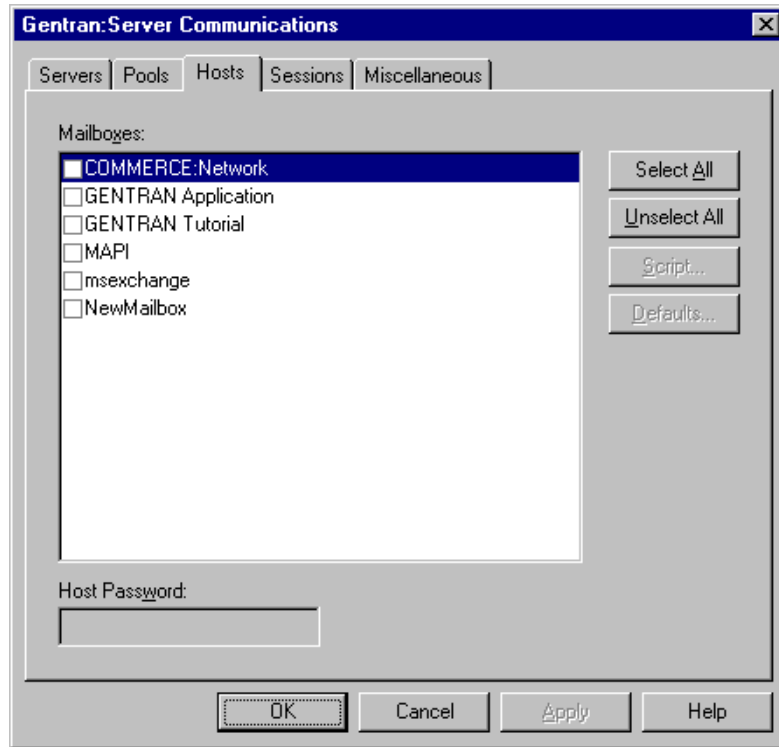 Gentran:Server Communications
Servers Pools Hosts Sessions Miscellaneous
Mailboxes:
COMMERCE:Network
GENTRAN Application
GENTRAN Tutorial
MAPI
msexchange
NewMailbox
Select All
Unselect All
Script...
Defaults...
Host Password:
OK Cancel Apply Help